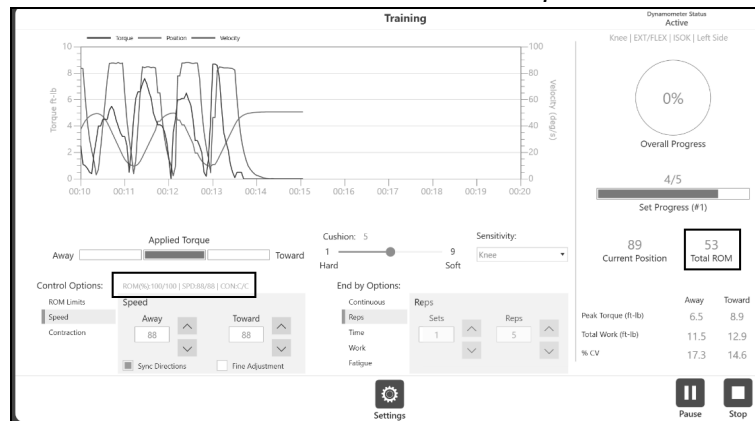 Training
Dynamometer Status
Active
Knee | EXT/FLEX | ISOK | Left Side
Torque Position Velocity
10
8
6
4
2
0
Torque ft-lb
100
80
60
40
20
0
Velocity (deg/s)
00:10 00:11 00:12 00:13 00:14 00:15 00:16 00:17 00:18 00:19 00:20
0%
Overall Progress
4/5
Set Progress (#1)
Applied Torque
Away Toward
Cushion: 5
1 9
Hard Soft
Sensitivity:
Knee
89 53
Current Position Total ROM
Control Options: ROM(%):100/100 | SPD:88/88 | CON:C/C
ROM Limits
Speed
Contraction
Speed
Away Toward
88 88
Sync Directions Fine Adjustment
End by Options:
Continuous
Reps
Time
Work
Fatigue
Reps
Sets Reps
1 5
Away Toward
Peak Torque (ft-lb) 6.5 8.9
Total Work (ft-lb) 11.5 12.9
% CV 17.3 14.6
Settings
Pause Stop